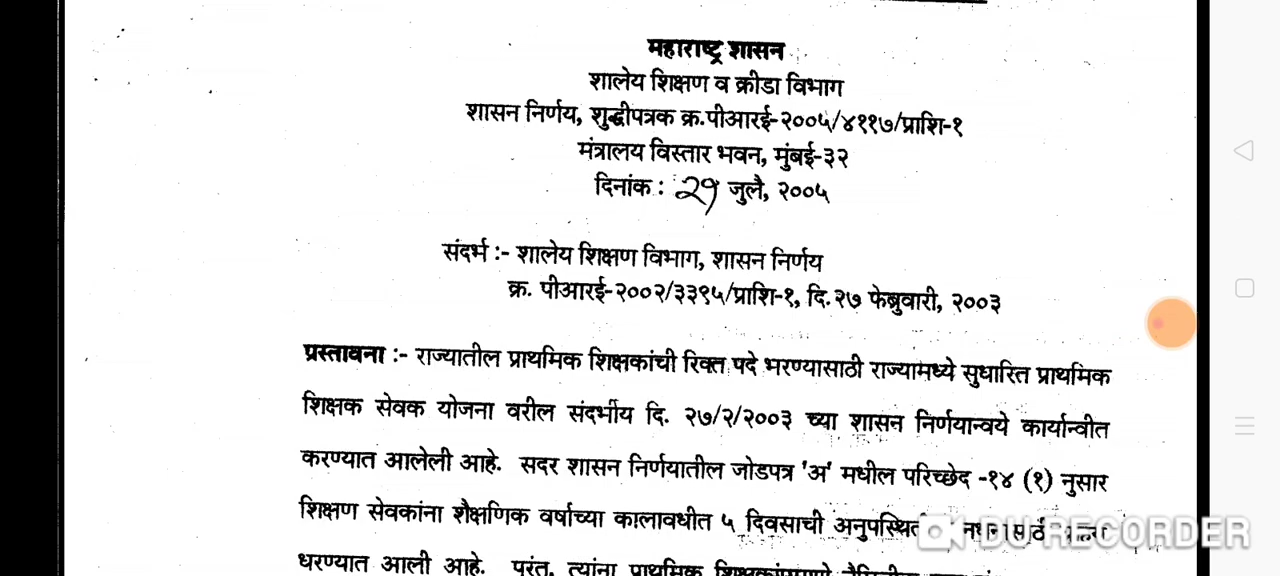 महाराष्ट्र शासन
शालेय शिक्षण व क्रीडा विभाग
शासन निर्णय, शुद्धीपत्रक क्र.पीआरई-२००५/४११७/प्राशि-१
मंत्रालय विस्तार भवन, मुंबई-३२
दिनांक : २१ जुलै, २००५
संदर्भ :- शालेय शिक्षण विभाग, शासन निर्णय
क्र. पीआरई-२००२/३३९५/प्राशि-१, दि.२७ फेब्रुवारी, २००३
प्रस्तावना :- राज्यातील प्राथमिक शिक्षकांची रिक्त पदे भरण्यासाठी राज्यामध्ये सुधारित प्राथमिक
शिक्षक सेवक योजना वरील संदर्भीय दि. २७/२/२००३ च्या शासन निर्णयान्वये कार्यान्वीत
करण्यात आलेली आहे. सदर शासन निर्णयातील जोडपत्र 'अ' मधील परिच्छेद -१४ (१) नुसार
शिक्षण सेवकांना शैक्षणिक वर्षाच्या कालावधीत ५ दिवसाची
DU RECORDER
धरण्यात आली आहे. परंतु, त्यांना प्राथमिक